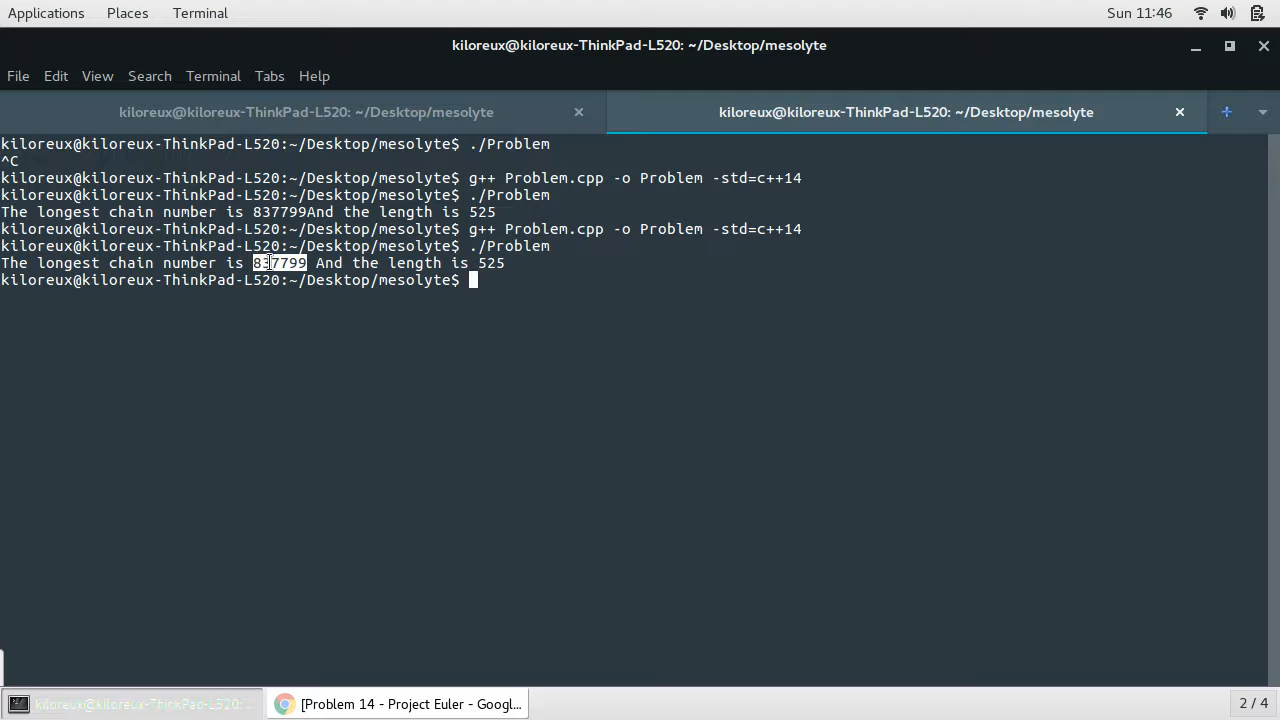 Applications Places Terminal Sun 11:46
kiloreux@kiloreux-ThinkPad-L520: ~/Desktop/mesolyte
File Edit View Search Terminal Tabs Help
kiloreux@kiloreux-ThinkPad-L520: ~/Desktop/mesolyte kiloreux@kiloreux-ThinkPad-L520: ~/Desktop/mesolyte
kiloreux@kiloreux-ThinkPad-L520:~/Desktop/mesolyte$ ./Problem
^C
kiloreux@kiloreux-ThinkPad-L520:~/Desktop/mesolyte$ g++ Problem.cpp -o Problem -std=c++14
kiloreux@kiloreux-ThinkPad-L520:~/Desktop/mesolyte$ ./Problem
The longest chain number is 837799And the length is 525
kiloreux@kiloreux-ThinkPad-L520:~/Desktop/mesolyte$ g++ Problem.cpp -o Problem -std=c++14
kiloreux@kiloreux-ThinkPad-L520:~/Desktop/mesolyte$ ./Problem
The longest chain number is 837799 And the length is 525
kiloreux@kiloreux-ThinkPad-L520:~/Desktop/mesolyte$
kiloreux@kiloreux-ThinkPad-L520: ... [Problem 14 - Project Euler - Googl... 2 / 4